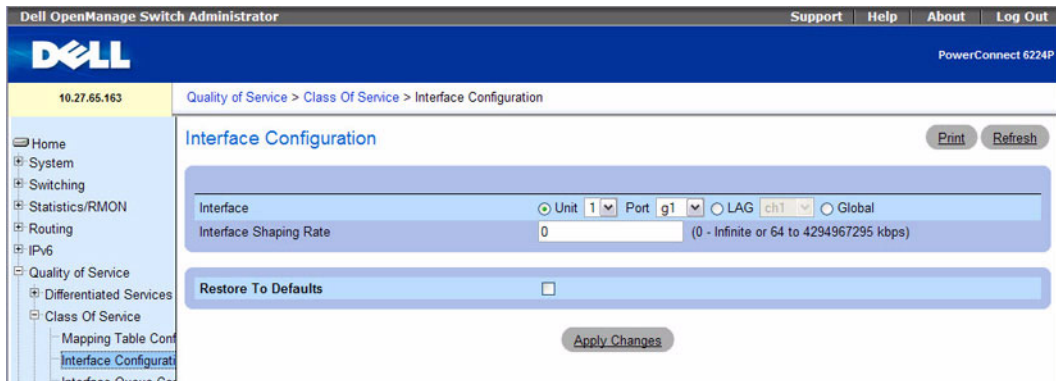 Dell OpenManage Switch Administrator Support Help About Log Out
DELL
PowerConnect 6224P
10.27.65.163
Quality of Service > Class Of Service > Interface Configuration
Home
System
Switching
Statistics/RMON
Routing
IPv6
Quality of Service
Differentiated Services
Class Of Service
Mapping Table Conf
Interface Configurati
Interface Configuration
Print Refresh
Interface Unit 1 Port g1 LAG ch1 Global
Interface Shaping Rate 0 (0 - Infinite or 64 to 4294967295 kbps)
Restore To Defaults
Apply Changes